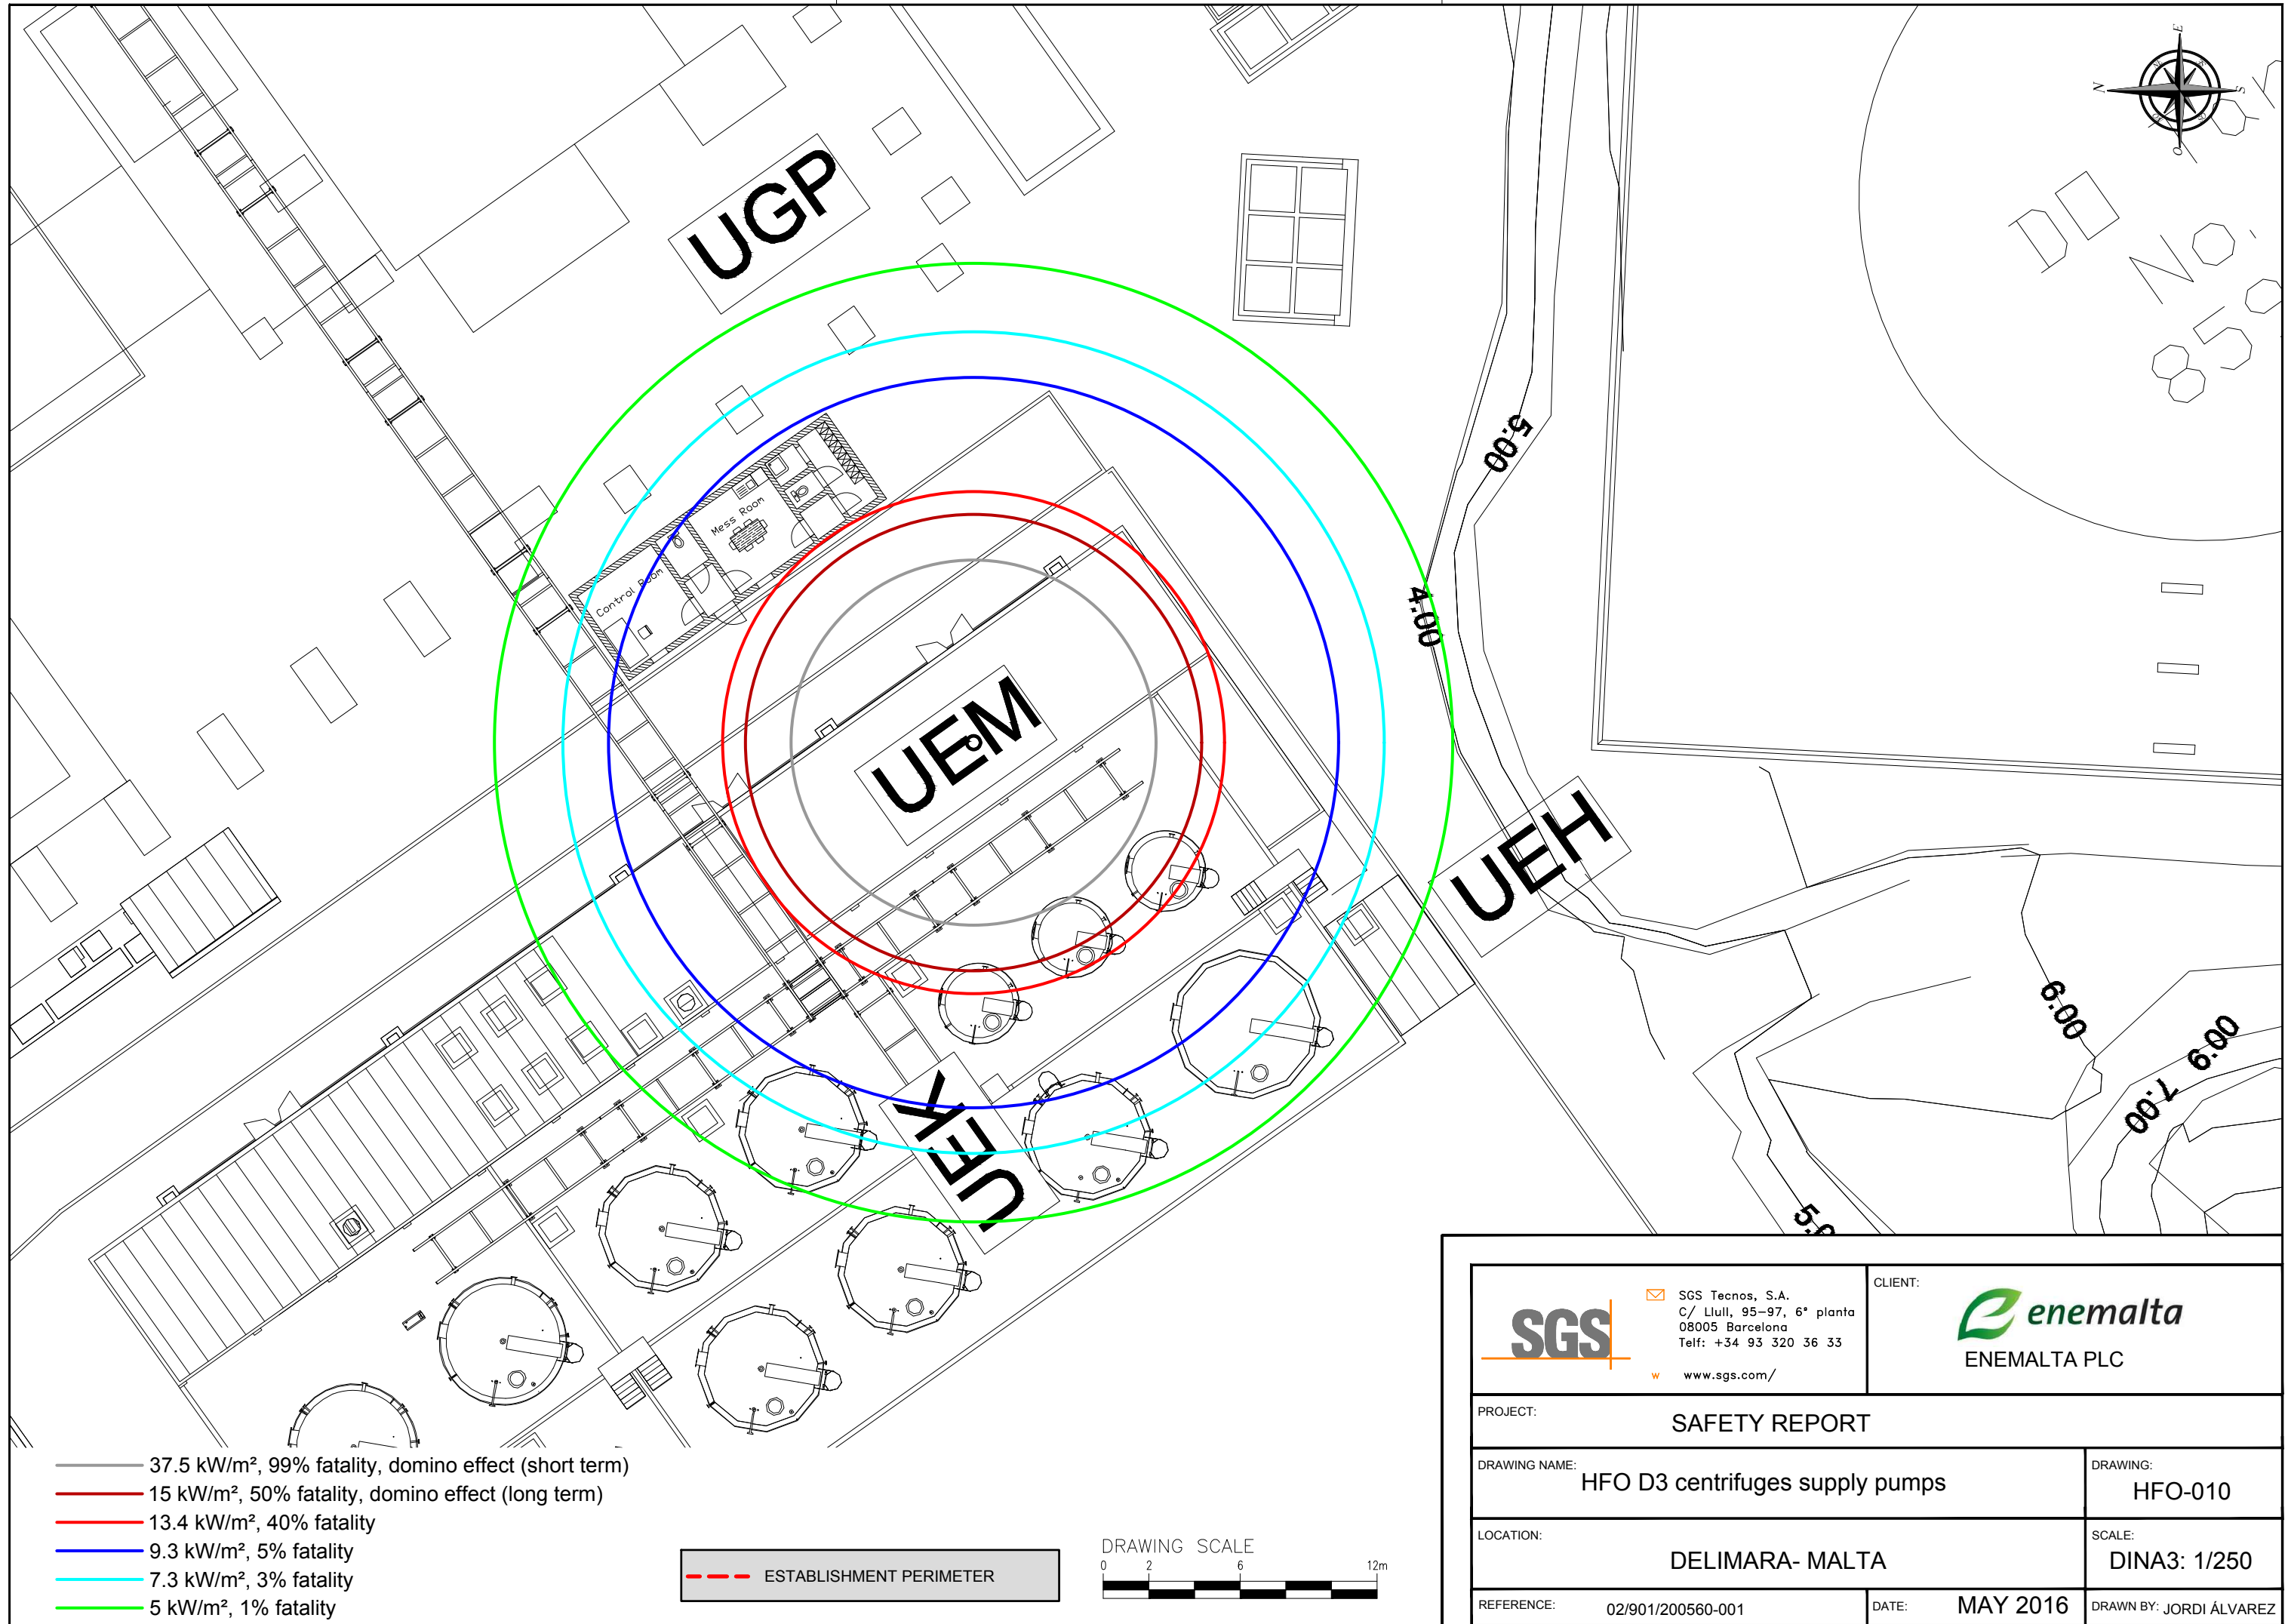 N
E
S
O
UGP
DD
No
850
5.00
Mess Room
Control Room
4.00
UEM
UEH
UEK
6.00
6.00
7.00
37.5 kW/m², 99% fatality, domino effect (short term)
15 kW/m², 50% fatality, domino effect (long term)
13.4 kW/m², 40% fatality
9.3 kW/m², 5% fatality
7.3 kW/m², 3% fatality
5 kW/m², 1% fatality
ESTABLISHMENT PERIMETER
DRAWING SCALE
0 2 6 12m
SGS
SGS Tecnos, S.A.
C/ Llull, 95-97, 6ª planta
08005 Barcelona
Telf: +34 93 320 36 33
w www.sgs.com/
CLIENT:
enemalta
ENEMALTA PLC
PROJECT:
SAFETY REPORT
DRAWING NAME:
HFO D3 centrifuges supply pumps
DRAWING:
HFO-010
LOCATION:
DELIMARA- MALTA
SCALE:
DINA3: 1/250
REFERENCE: 02/901/200560-001
DATE: MAY 2016
DRAWN BY: JORDI ÁLVAREZ